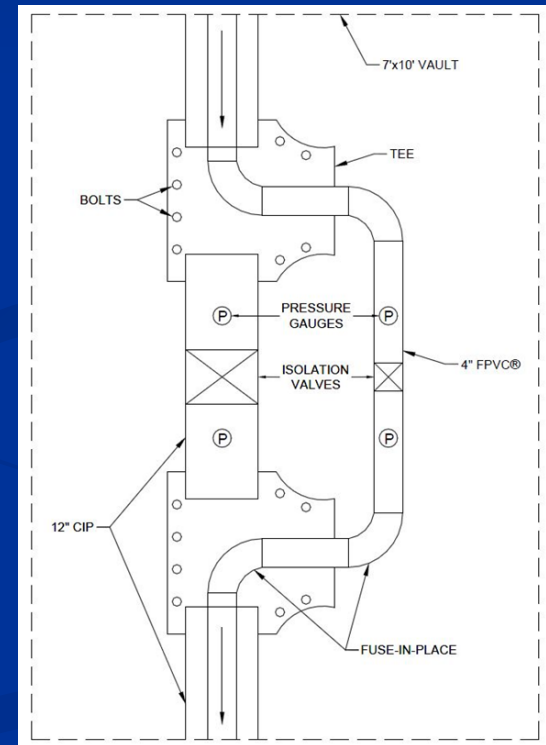 7'x10' VAULT
TEE
BOLTS
P
PRESSURE
GAUGES
P
ISOLATION
VALVES
4" FPVC®
P
P
12" CIP
FUSE-IN-PLACE